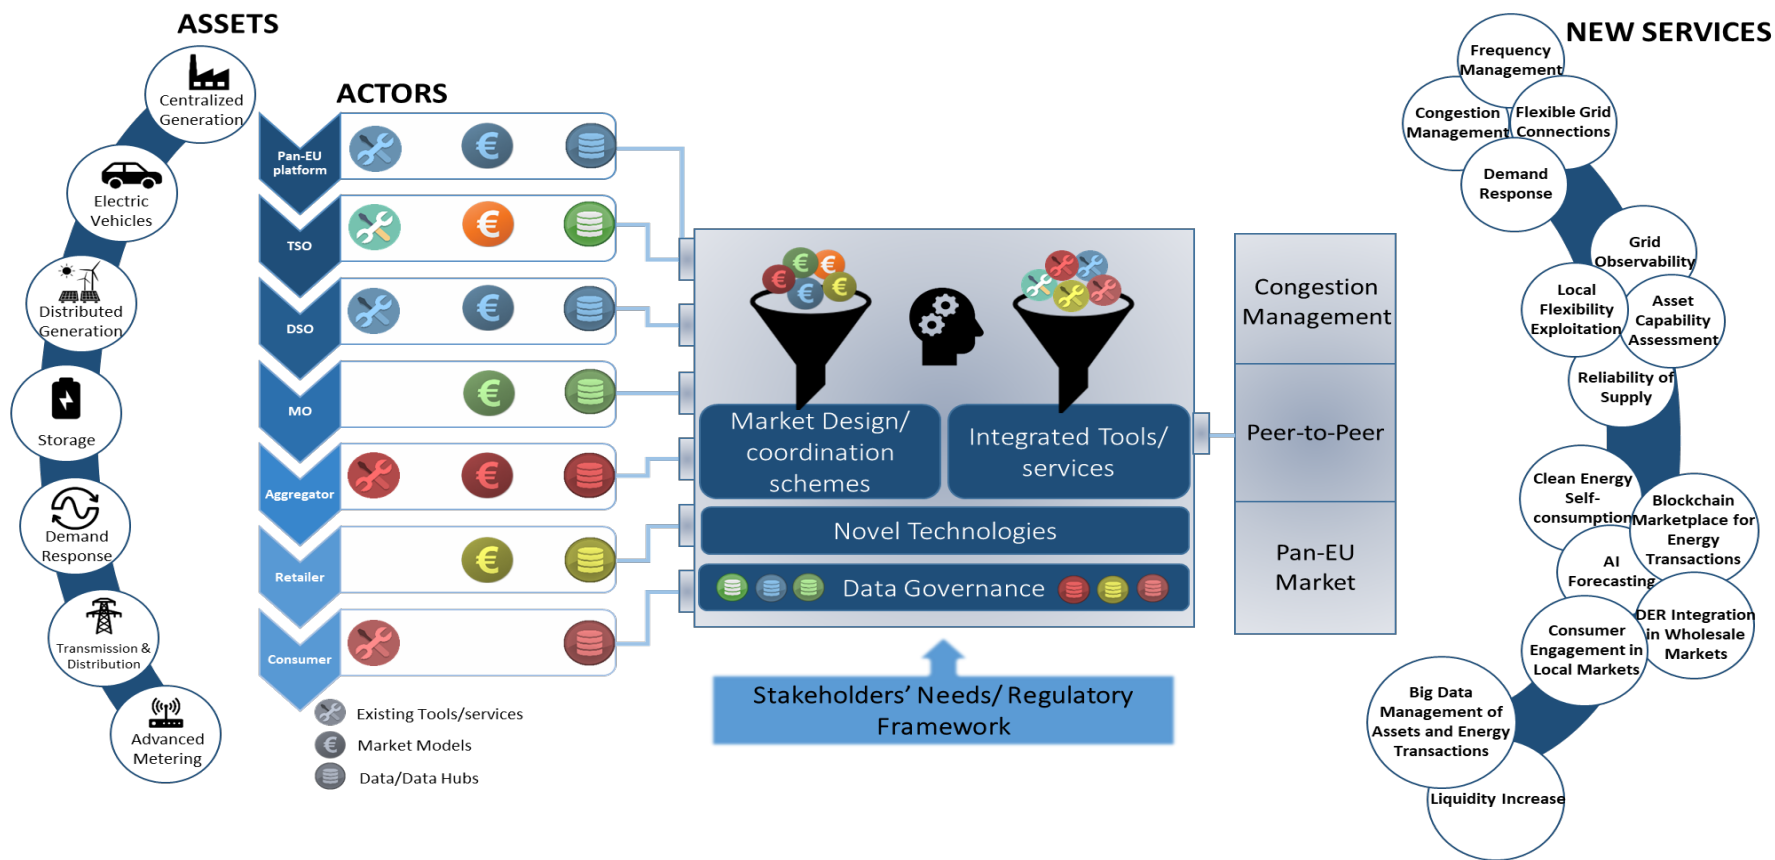 ASSETS
Centralized
Generation
Electric
Vehicles
Distributed
Generation
Storage
Demand
Response
Transmission &
Distribution
Advanced
Metering
ACTORS
Pan-EU
platform
TSO
DSO
MO
Aggregator
Retailer
Consumer
Existing Tools/services
Market Models
Data/Data Hubs
€
€
€
€
€
€
€
€
€
€
€
Market Design/
coordination
schemes
Integrated Tools/
services
Novel Technologies
Data Governance
Stakeholders' Needs/ Regulatory
Framework
Congestion
Management
Peer-to-Peer
Pan-EU
Market
NEW SERVICES
Frequency
Management
Congestion
Management
Flexible Grid
Connections
Demand
Response
Grid
Observability
Local
Flexibility
Exploitation
Asset
Capability
Assessment
Reliability of
Supply
Clean Energy
Self-
consumption
Blockchain
Marketplace for
Energy
Transactions
AI
Forecasting
DER Integration
in Wholesale
Markets
Consumer
Engagement in
Local Markets
Big Data
Management of
Assets and Energy
Transactions
Liquidity Increase